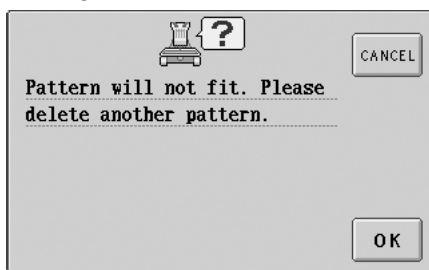 ?
CANCEL
Pattern will not fit. Please
delete another pattern.
OK